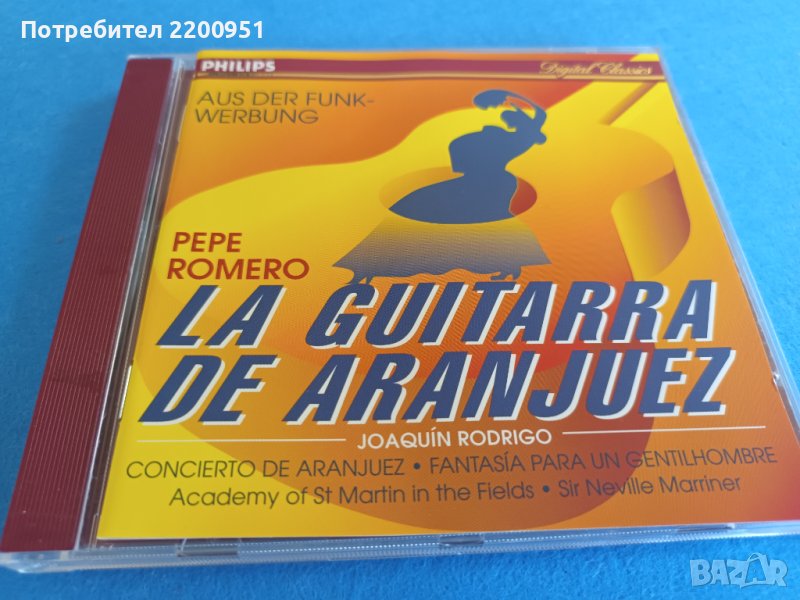 Потребител 2200951
PHILIPS
Digital Classics
AUS DER FUNK-
WERBUNG
PEPE
ROMERO
LA GUITARRA
DE ARANJUEZ
JOAQUÍN RODRIGO
CONCIERTO DE ARANJUEZ • FANTASÍA PARA UN GENTILHOMBRE
Academy of St Martin in the Fields • Sir Neville Marriner
BAZAR